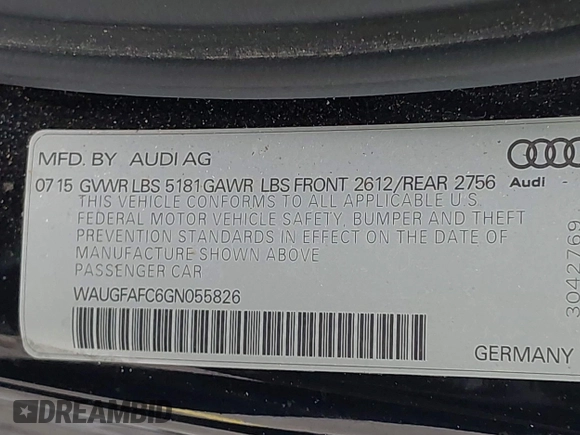 MFD. BY AUDI AG
07 15 GVWR LBS 5181 GAWR LBS FRONT 2612/REAR 2756 Audi -
THIS VEHICLE CONFORMS TO ALL APPLICABLE U.S.
FEDERAL MOTOR VEHICLE SAFETY, BUMPER AND THEFT
PREVENTION STANDARDS IN EFFECT ON THE DATE OF
MANUFACTURE SHOWN ABOVE
PASSENGER CAR
WAUGFAFC6GN055826
3042769
GERMANY
DREAMBID